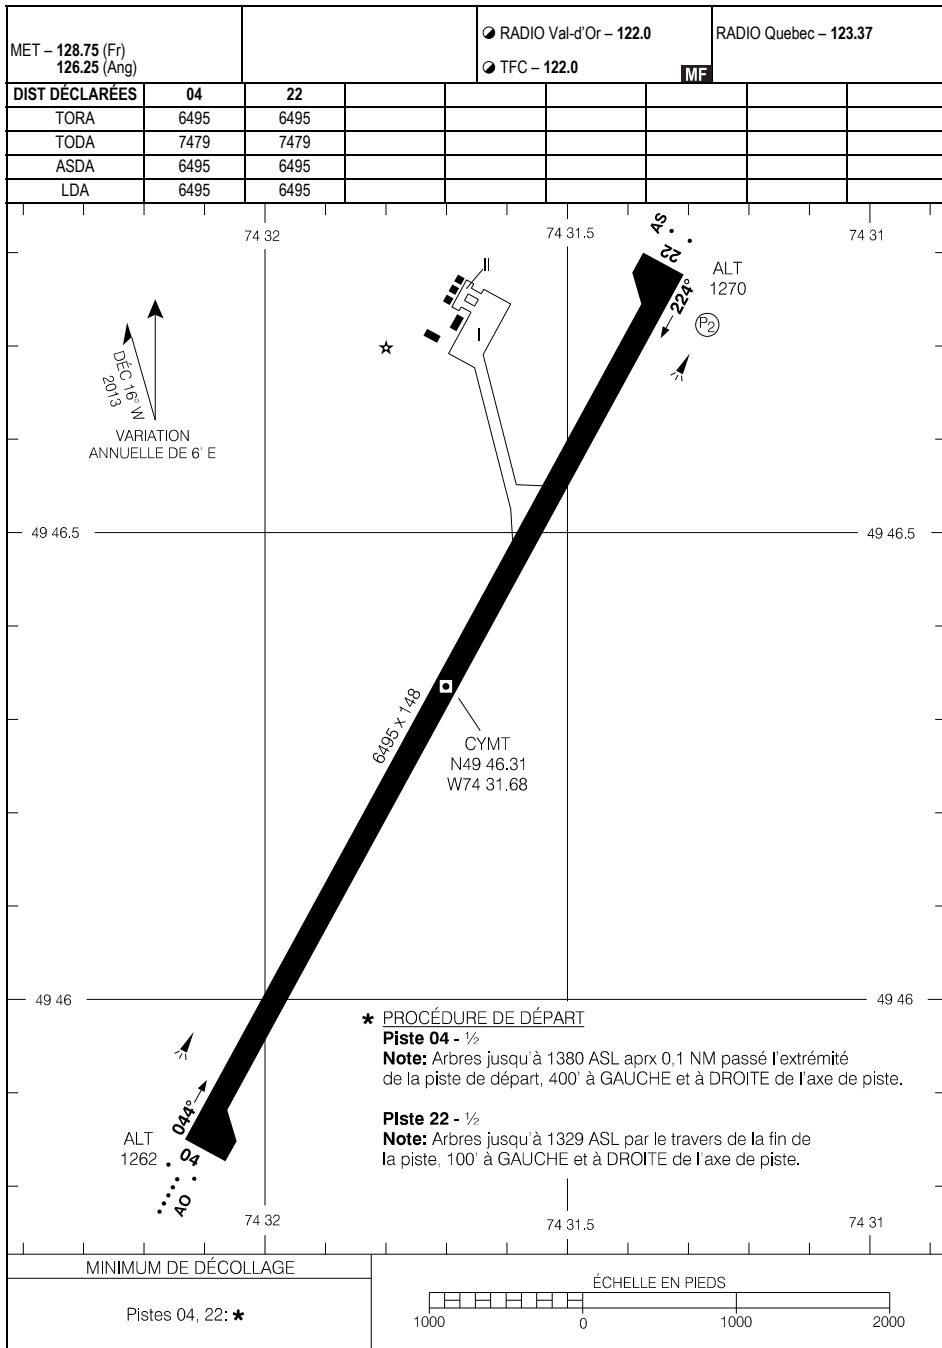 MET – 128.75 (Fr)
126.25 (Ang)
RADIO Val-d'Or – 122.0
TFC – 122.0
MF
RADIO Quebec – 123.37
DIST DÉCLARÉES 04 22
TORA 6495 6495
TODA 7479 7479
ASDA 6495 6495
LDA 6495 6495
74 32
74 31.5
74 31
AS
22
ALT
1270
224°
P2
II
I
DÉC 16° W
2013
VARIATION
ANNUELLE DE 6' E
49 46.5
49 46.5
6495 x 148
CYMT
N49 46.31
W74 31.68
49 46
49 46
* PROCÉDURE DE DÉPART
Piste 04 - ½
Note: Arbres jusqu'à 1380 ASL aprx 0,1 NM passé l'extrémité
de la piste de départ, 400' à GAUCHE et à DROITE de l'axe de piste.
Piste 22 - ½
Note: Arbres jusqu'à 1329 ASL par le travers de la fin de
la piste, 100' à GAUCHE et à DROITE de l'axe de piste.
044°
ALT
1262
04
AO
74 32
74 31.5
74 31
MINIMUM DE DÉCOLLAGE
Pistes 04, 22: *
ÉCHELLE EN PIEDS
1000 0 1000 2000